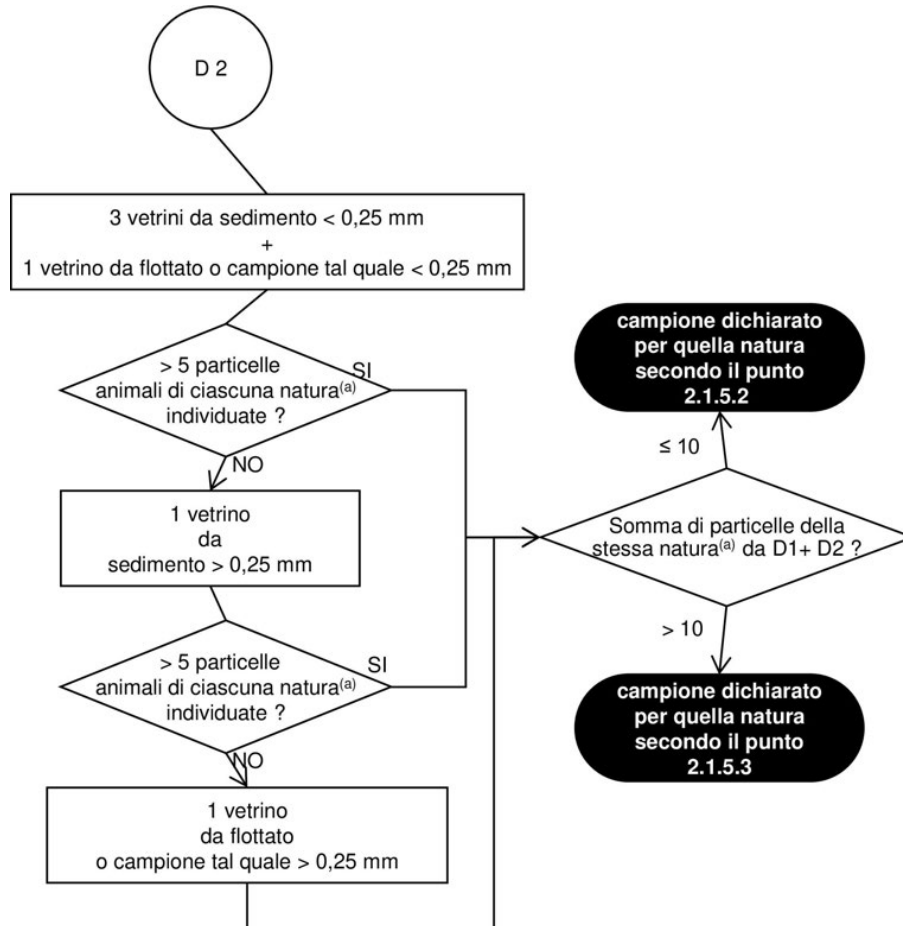 D 2
3 vetrini da sedimento < 0,25 mm
+
1 vetrino da flottato o campione tal quale < 0,25 mm
> 5 particelle
animali di ciascuna natura(a)
individuate ?
SI
NO
1 vetrino
da
sedimento > 0,25 mm
> 5 particelle
animali di ciascuna natura(a)
individuate ?
SI
NO
1 vetrino
da flottato
o campione tal quale > 0,25 mm
campione dichiarato
per quella natura
secondo il punto
2.1.5.2
≤ 10
Somma di particelle della
stessa natura(a) da D1+ D2 ?
> 10
campione dichiarato
per quella natura
secondo il punto
2.1.5.3